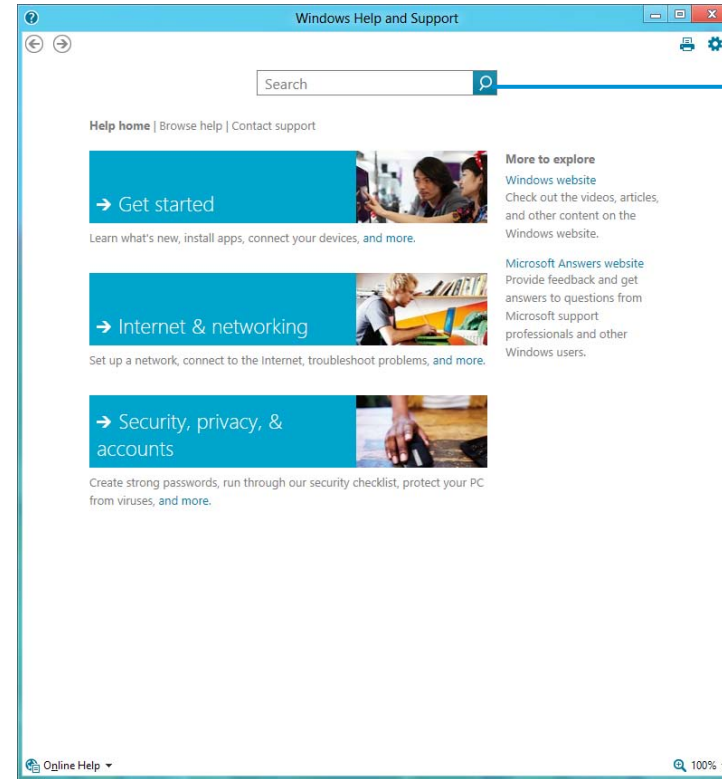 Windows Help and Support
Search
Help home | Browse help | Contact support
→ Get started
Learn what's new, install apps, connect your devices, and more.
→ Internet & networking
Set up a network, connect to the Internet, troubleshoot problems, and more.
→ Security, privacy, &
accounts
Create strong passwords, run through our security checklist, protect your PC
from viruses, and more.
More to explore
Windows website
Check out the videos, articles,
and other content on the
Windows website.
Microsoft Answers website
Provide feedback and get
answers to questions from
Microsoft support
professionals and other
Windows users.
Online Help
100%